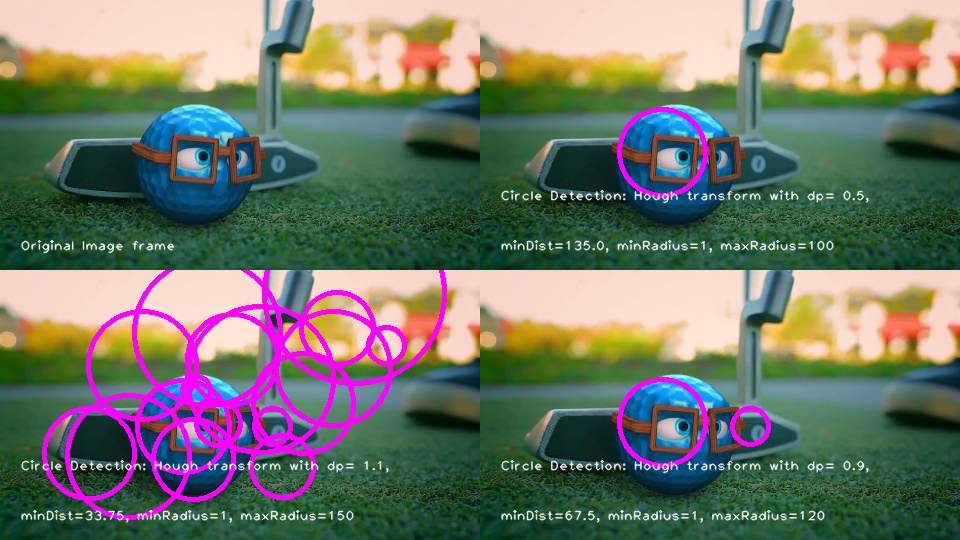 Original Image frame
Circle Detection: Hough transform with dp= 0.5,
minDist=135.0, minRadius=1, maxRadius=100
Circle Detection: Hough transform with dp= 1.1,
minDist=33.75, minRadius=1, maxRadius=150
Circle Detection: Hough transform with dp= 0.9,
minDist=67.5, minRadius=1, maxRadius=120